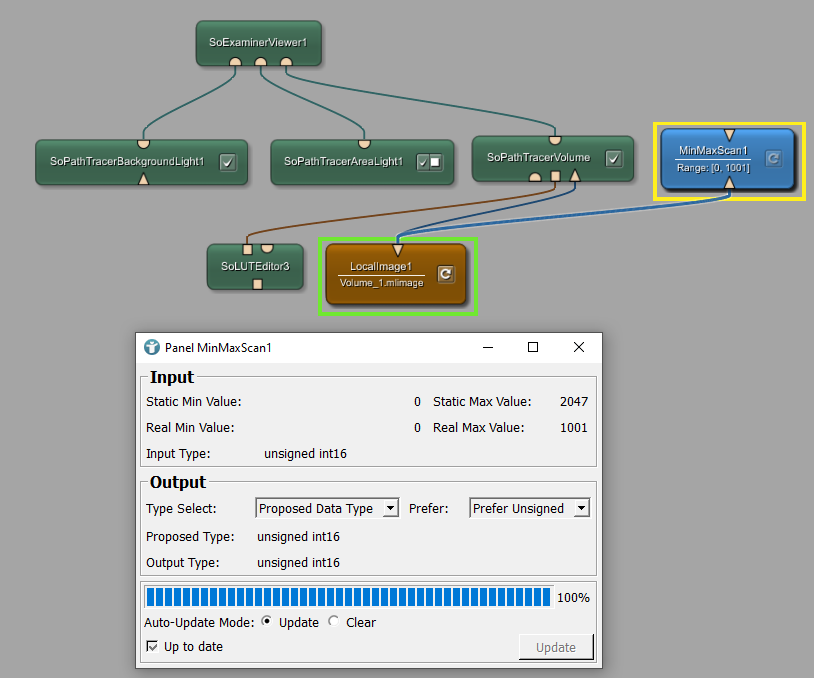 SoExaminerViewer1
SoPathTracerBackgroundLight1
SoPathTracerAreaLight1
SoPathTracerVolume
MinMaxScan1
Range: [0, 1001]
SoLUTEditor3
LocalImage1
Volume_1.mlimage
Panel MinMaxScan1
Input
Static Min Value: 0 Static Max Value: 2047
Real Min Value: 0 Real Max Value: 1001
Input Type: unsigned int16
Output
Type Select: Proposed Data Type Prefer: Prefer Unsigned
Proposed Type: unsigned int16
Output Type: unsigned int16
100%
Auto-Update Mode: Update Clear
Up to date
Update